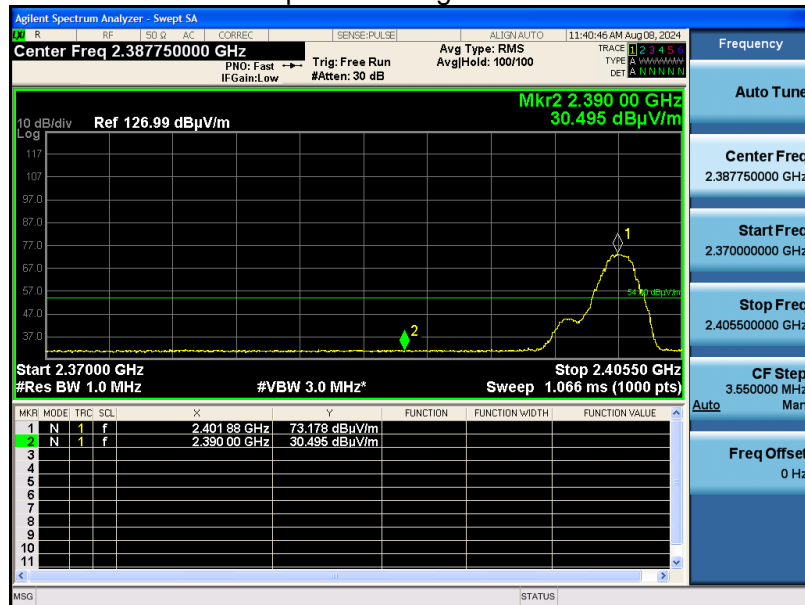 Agilent Spectrum Analyzer - Swept SA
LXI R RF 50 Ω AC CORREC SENSE:PULSE ALIGN AUTO 11:40:46 AM Aug 08, 2024
Center Freq 2.387750000 GHz
PNO: Fast
IFGain:Low
Trig: Free Run
#Atten: 30 dB
Avg Type: RMS
Avg|Hold: 100/100
TRACE 1 2 3 4 5 6
TYPE A WWWWW
DET A N N N N N
Mkr2 2.390 00 GHz
30.495 dBµV/m
10 dB/div Ref 126.99 dBµV/m
Log
117
107
97.0
87.0
77.0
67.0
57.0
47.0
37.0
1
2
54.00 dBµV/m
Start 2.37000 GHz Stop 2.40550 GHz
#Res BW 1.0 MHz #VBW 3.0 MHz* Sweep 1.066 ms (1000 pts)
MKR MODE TRC SCL X Y FUNCTION FUNCTION WIDTH FUNCTION VALUE
1 N 1 f 2.401 88 GHz 73.178 dBµV/m
2 N 1 f 2.390 00 GHz 30.495 dBµV/m
3
4
5
6
7
8
9
10
11
MSG STATUS
Frequency
Auto Tune
Center Freq
2.387750000 GHz
Start Freq
2.370000000 GHz
Stop Freq
2.405500000 GHz
CF Step
3.550000 MHz
Auto Man
Freq Offset
0 Hz